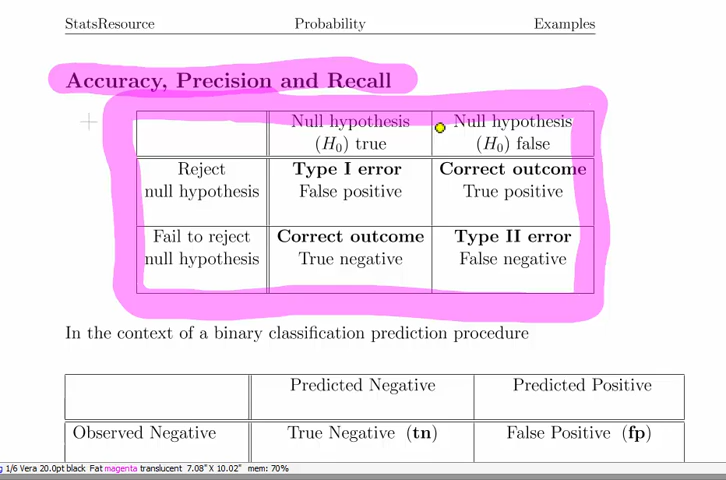 StatsResource Probability Examples
Accuracy, Precision and Recall
Null hypothesis Null hypothesis
(H₀) true (H₀) false
Reject Type I error Correct outcome
null hypothesis False positive True positive
Fail to reject Correct outcome Type II error
null hypothesis True negative False negative
In the context of a binary classification prediction procedure
Predicted Negative Predicted Positive
Observed Negative True Negative (tn) False Positive (fp)
1/6 Vera 20.0pt black Fat magenta translucent 7.08" X 10.02" mem: 70%